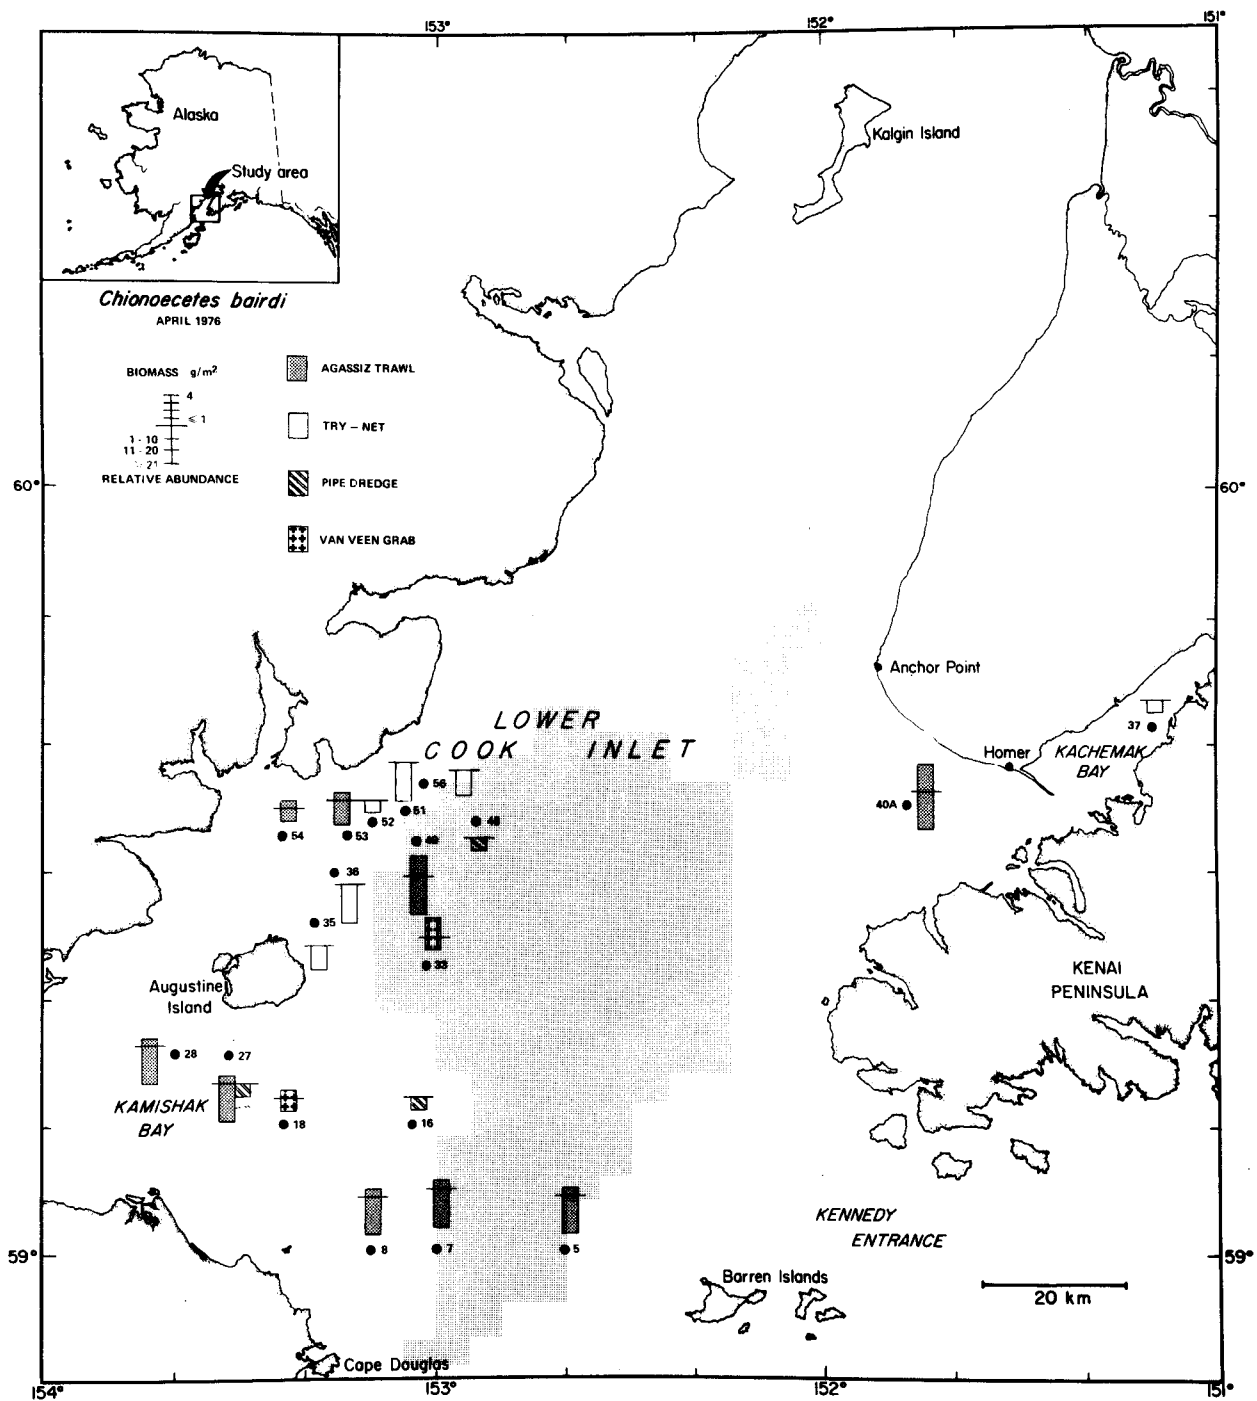 153°
152°
151°
Alaska
Study area
Kalgin Island
Chionoecetes bairdi
APRIL 1976
BIOMASS g/m²
4
≤ 1
1 - 10
11 - 20
21
RELATIVE ABUNDANCE
AGASSIZ TRAWL
TRY – NET
PIPE DREDGE
VAN VEEN GRAB
60°
60°
Anchor Point
LOWER
COOK INLET
37
Homer
KACHEMAK
BAY
56
51
40A
52
48
54
53
49
36
35
33
Augustine
Island
KENAI
PENINSULA
28
27
KAMISHAK
BAY
18
16
KENNEDY
ENTRANCE
8
7
5
59°
59°
Barren Islands
20 km
Cape Douglas
154°
153°
152°
151°